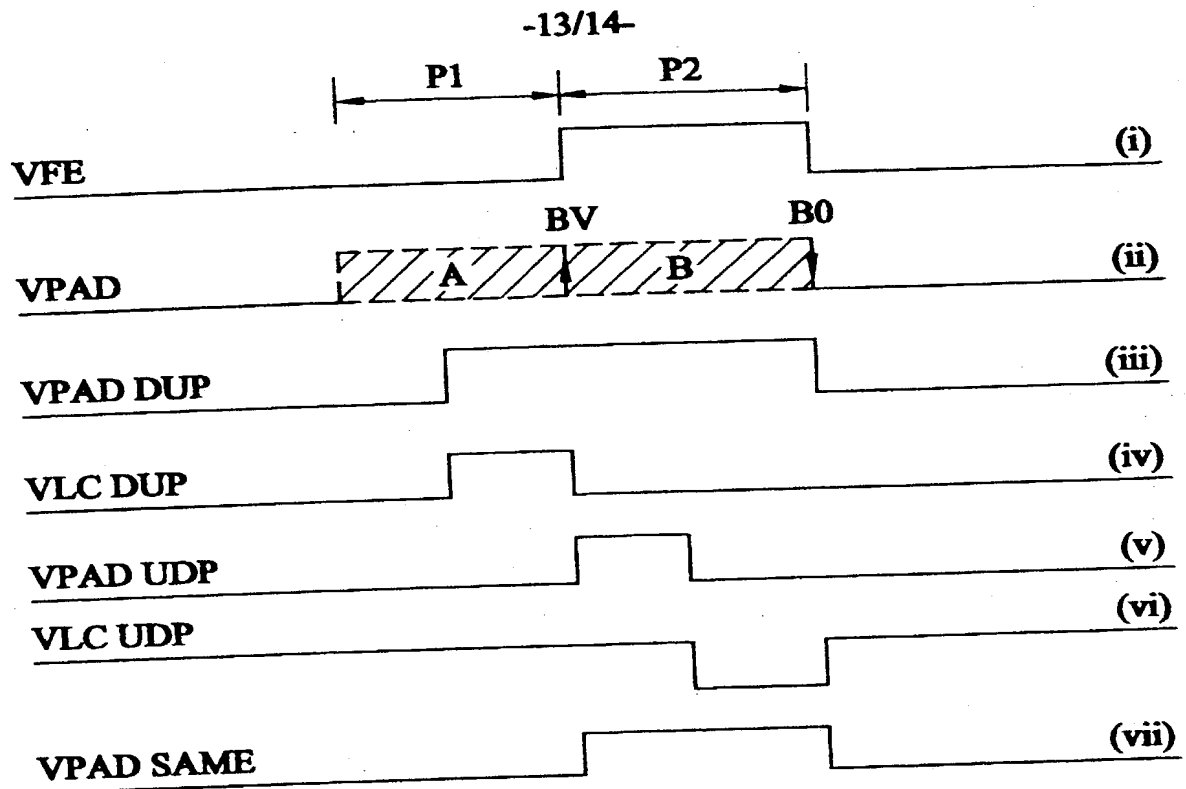 -13/14-
P1 P2
VFE (i)
BV B0
VPAD A B (ii)
VPAD DUP (iii)
VLC DUP (iv)
VPAD UDP (v)
VLC UDP (vi)
VPAD SAME (vii)